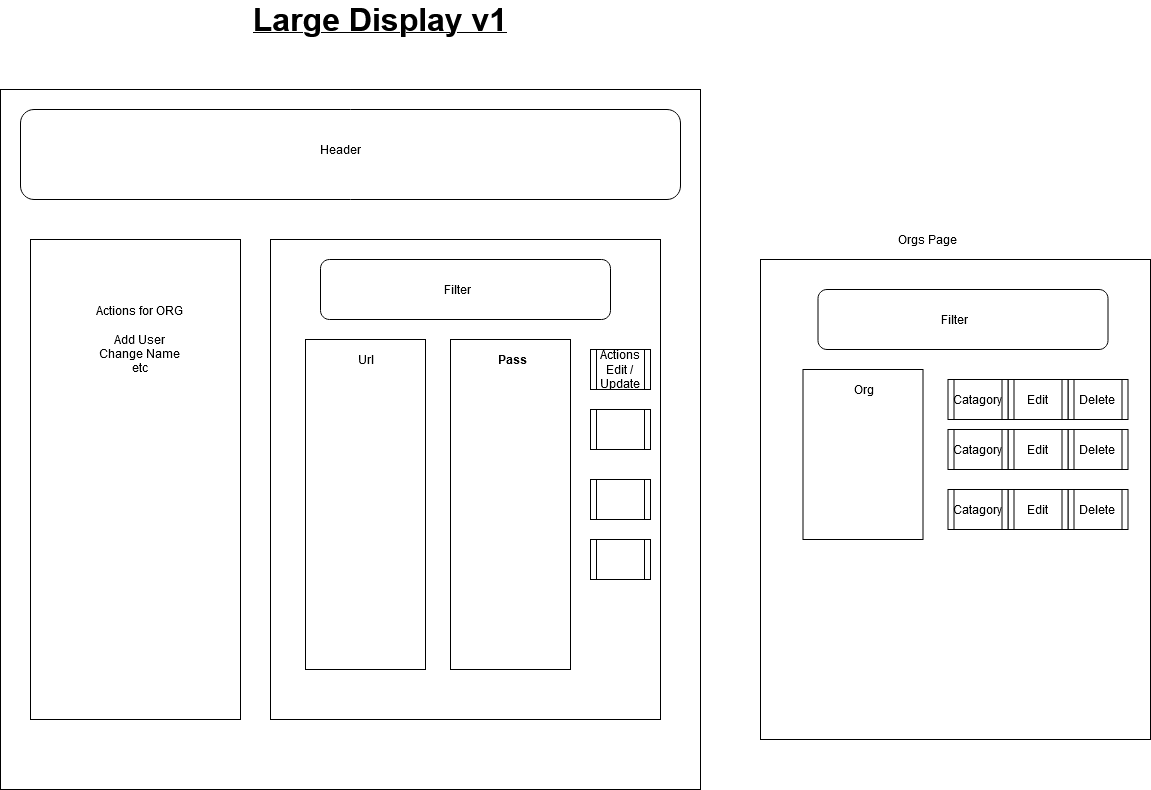 Large Display v1
Header
Actions for ORG
Add User
Change Name
etc
Filter
Url
Pass
Actions
Edit /
Update
Orgs Page
Filter
Org
Catagory Edit Delete
Catagory Edit Delete
Catagory Edit Delete